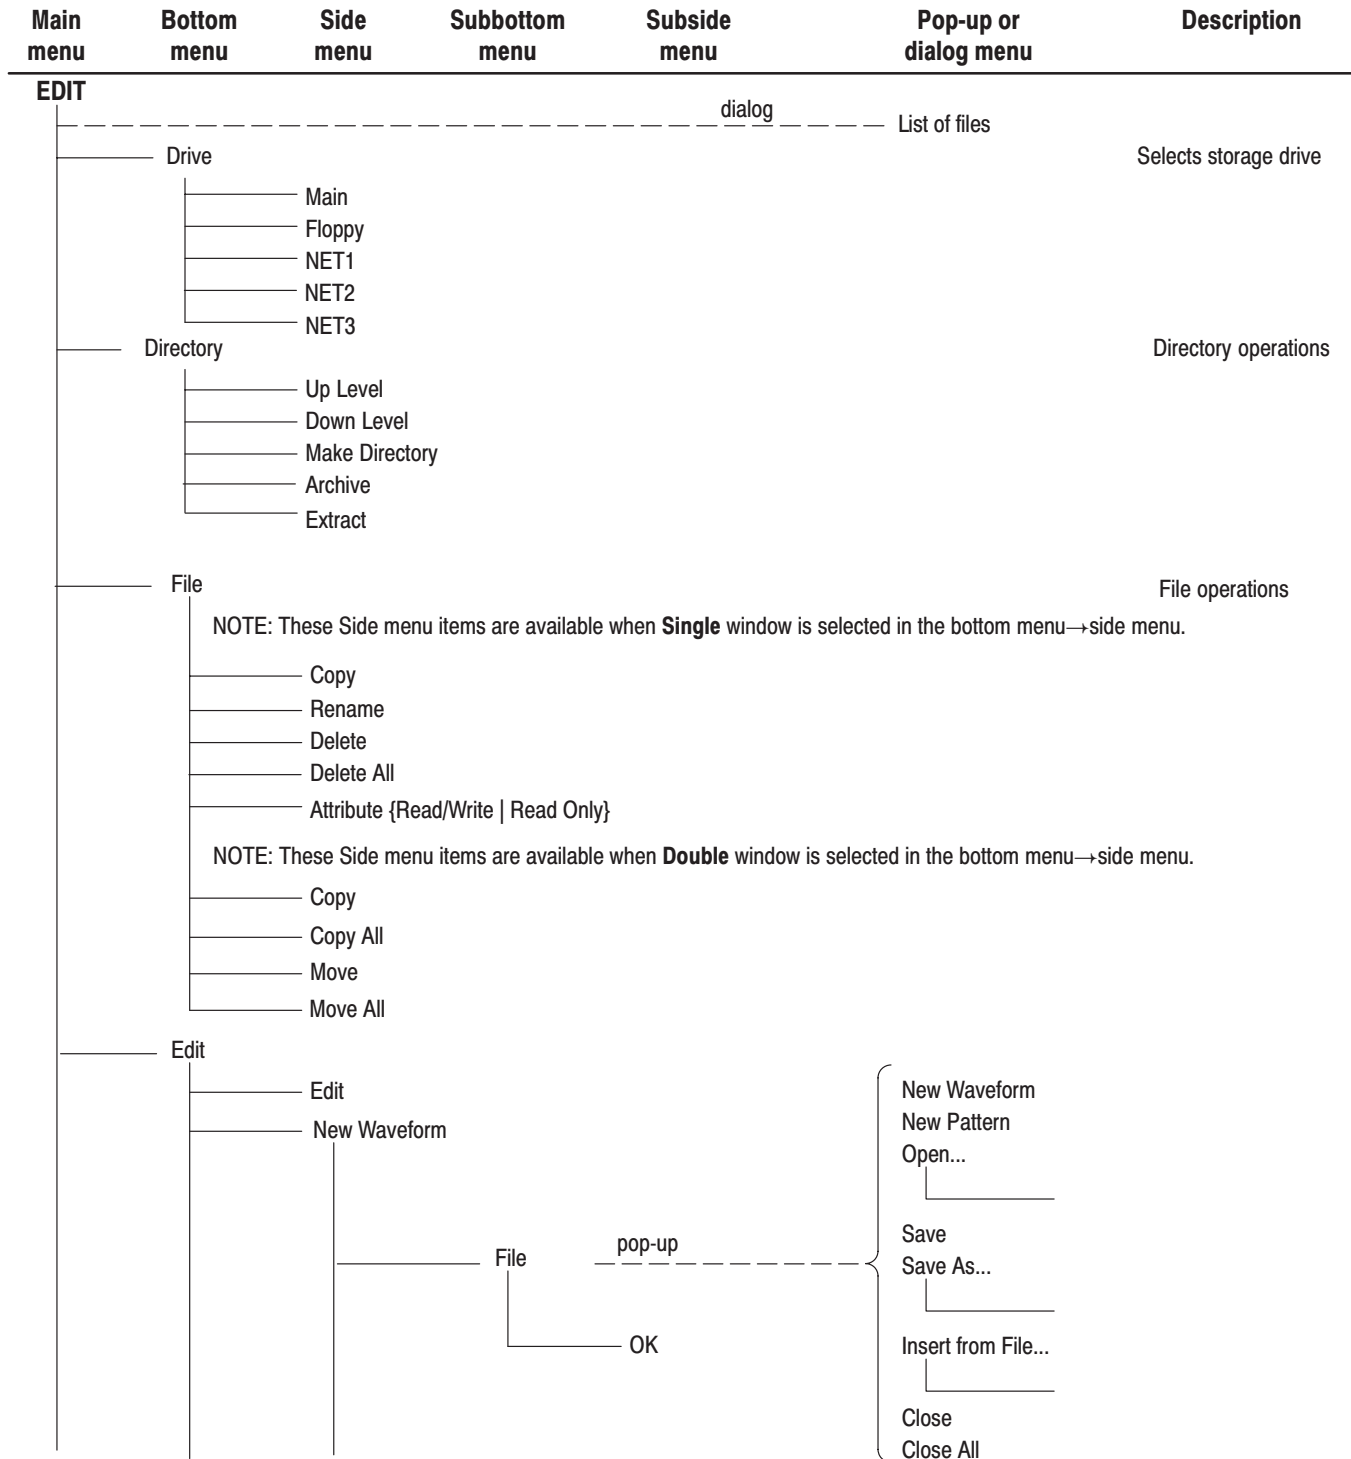 Main menu Bottom menu Side menu Subbottom menu Subside menu Pop-up or dialog menu Description
EDIT
dialog
List of files
Drive Selects storage drive
Main
Floppy
NET1
NET2
NET3
Directory Directory operations
Up Level
Down Level
Make Directory
Archive
Extract
File File operations
NOTE: These Side menu items are available when Single window is selected in the bottom menu→side menu.
Copy
Rename
Delete
Delete All
Attribute {Read/Write | Read Only}
NOTE: These Side menu items are available when Double window is selected in the bottom menu→side menu.
Copy
Copy All
Move
Move All
Edit
Edit
New Waveform
File
pop-up
OK
New Waveform
New Pattern
Open...
Save
Save As...
Insert from File...
Close
Close All